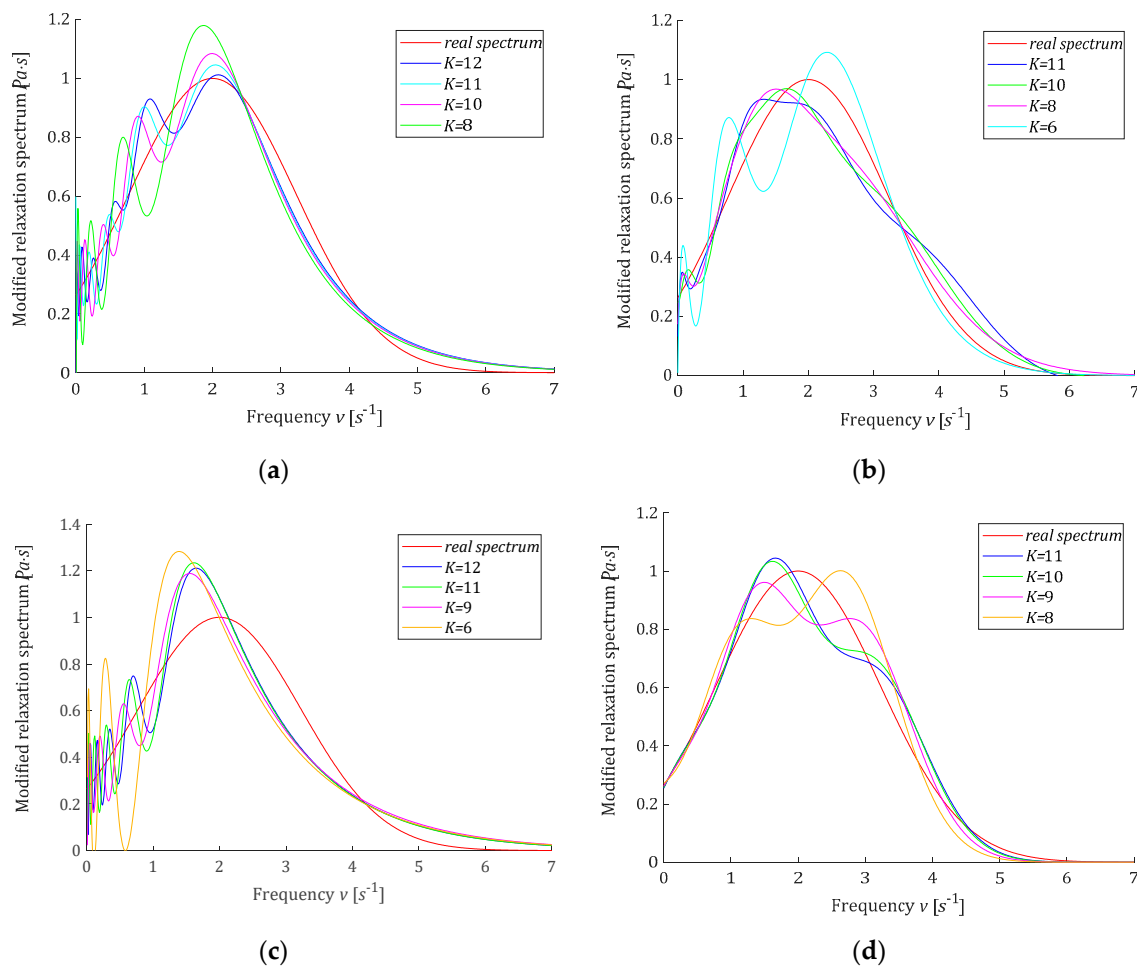 1.2
1
0.8
0.6
0.4
0.2
0
Modified relaxation spectrum [Pa·s]
real spectrum
K=12
K=11
K=10
K=8
0 1 2 3 4 5 6 7
Frequency v [s-1]
(a)
1.2
1
0.8
0.6
0.4
0.2
0
Modified relaxation spectrum [Pa·s]
real spectrum
K=11
K=10
K=8
K=6
0 1 2 3 4 5 6 7
Frequency v [s-1]
(b)
1.4
1.2
1
0.8
0.6
0.4
0.2
0
Modified relaxation spectrum [Pa·s]
real spectrum
K=12
K=11
K=9
K=6
0 1 2 3 4 5 6 7
Frequency v [s-1]
(c)
1.2
1
0.8
0.6
0.4
0.2
0
Modified relaxation spectrum [Pa·s]
real spectrum
K=11
K=10
K=9
K=8
0 1 2 3 4 5 6 7
Frequency v [s-1]
(d)